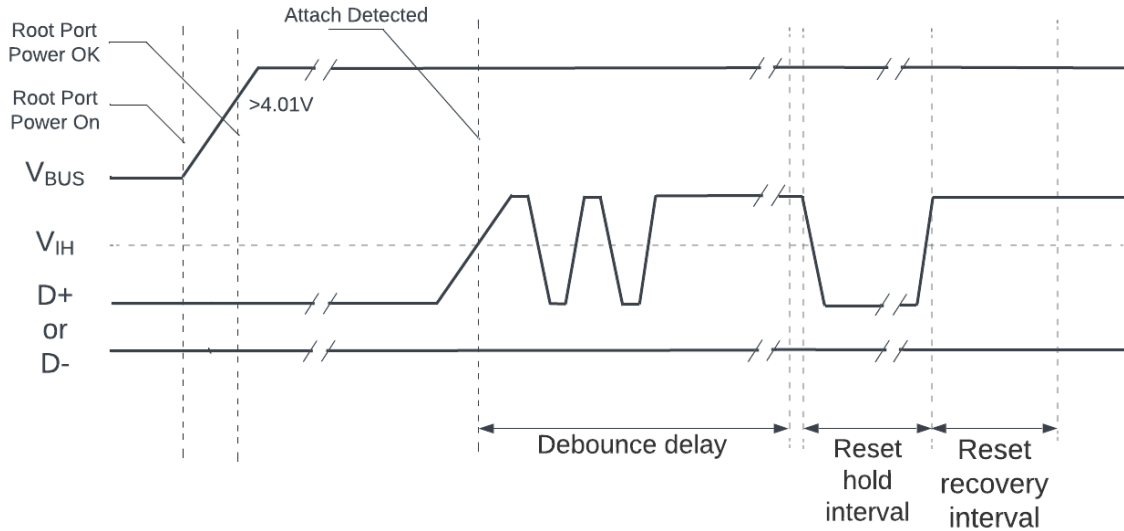 Attach Detected
Root Port
Power OK
>4.01V
Root Port
Power On
VBUS
VIH
D+
or
D-
Debounce delay
Reset
hold
interval
Reset
recovery
interval